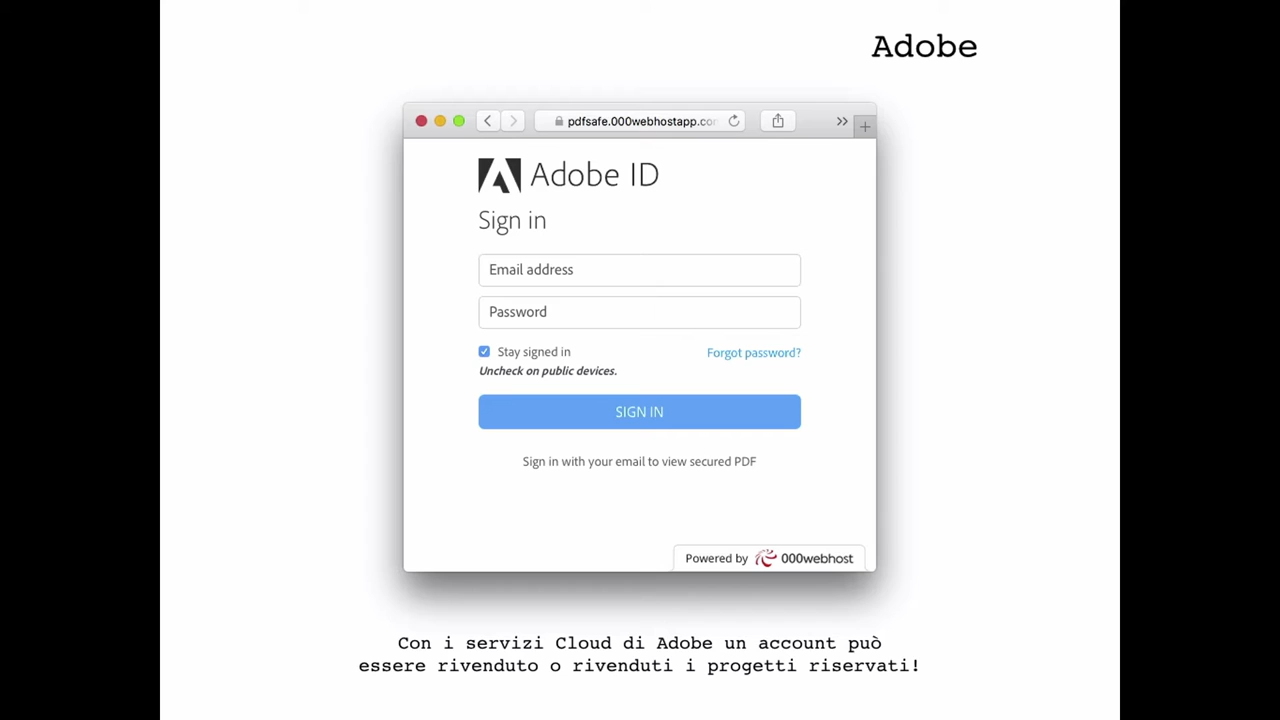 Adobe
pdfsafe.000webhostapp.co
Adobe ID
Sign in
Email address
Password
Stay signed in
Forgot password?
Uncheck on public devices.
SIGN IN
Sign in with your email to view secured PDF
Powered by 000webhost
Con i servizi Cloud di Adobe un account può
essere rivenduto o rivenduti i progetti riservati!